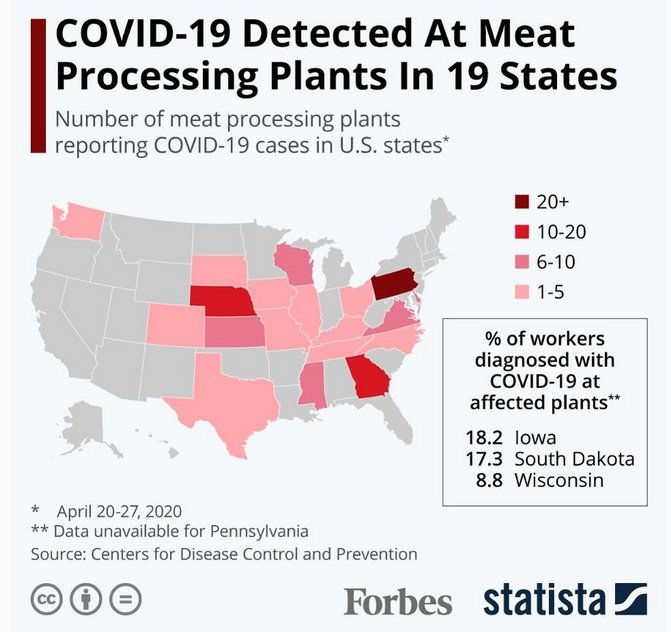 COVID-19 Detected At Meat
Processing Plants In 19 States
Number of meat processing plants
reporting COVID-19 cases in U.S. states*
20+
10-20
6-10
1-5
% of workers
diagnosed with
COVID-19 at
affected plants**
18.2 Iowa
17.3 South Dakota
8.8 Wisconsin
* April 20-27, 2020
** Data unavailable for Pennsylvania
Source: Centers for Disease Control and Prevention
cc
Forbes statista